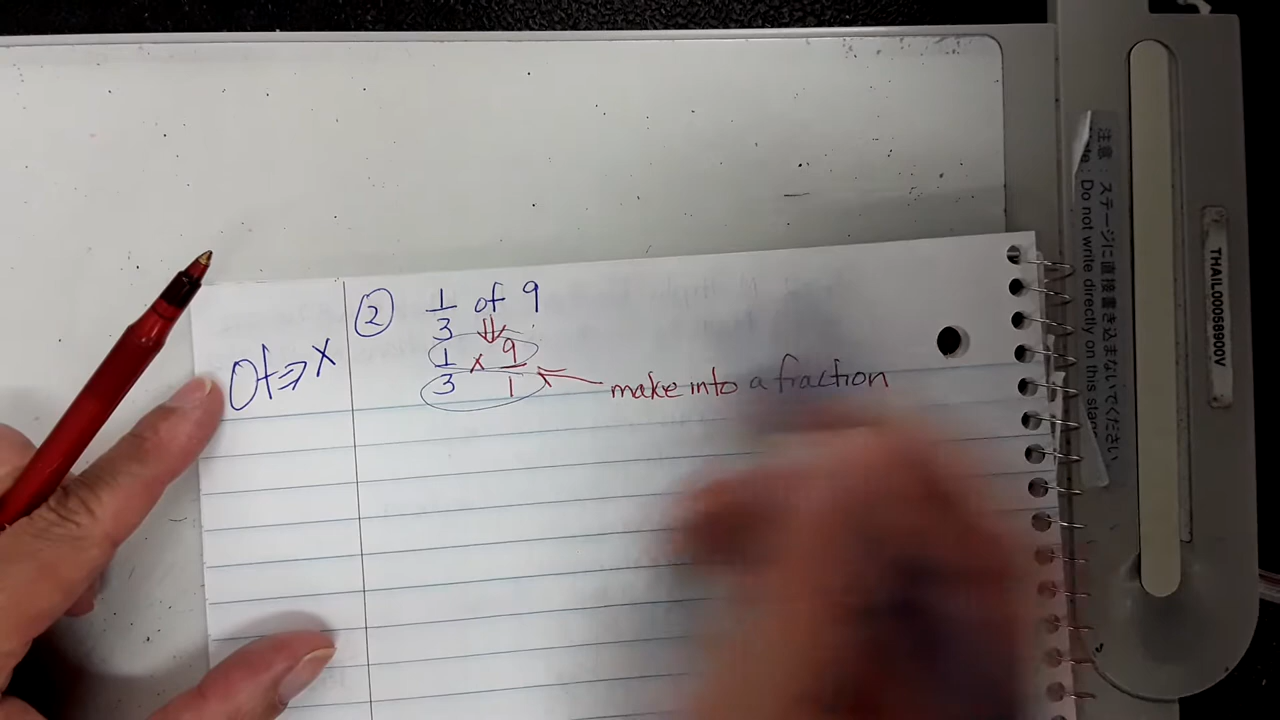 ② 1/3 of 9
⇓
1/3 x 9/1
Of ⇒ x
make into a fraction
注意：ステージに直接書き込まないでください
Note : Do not write directly on this stage
THAIL00058900V